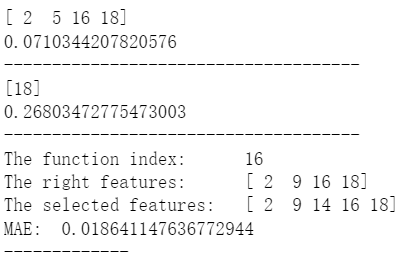 [ 2  5 16 18]
0.0710344207820576
-------------------------------------
[18]
0.26803472775473003
-------------------------------------
The function index:      16
The right features:      [ 2  9 16 18]
The selected features:   [ 2  9 14 16 18]
MAE:  0.018641147636772944
-------------